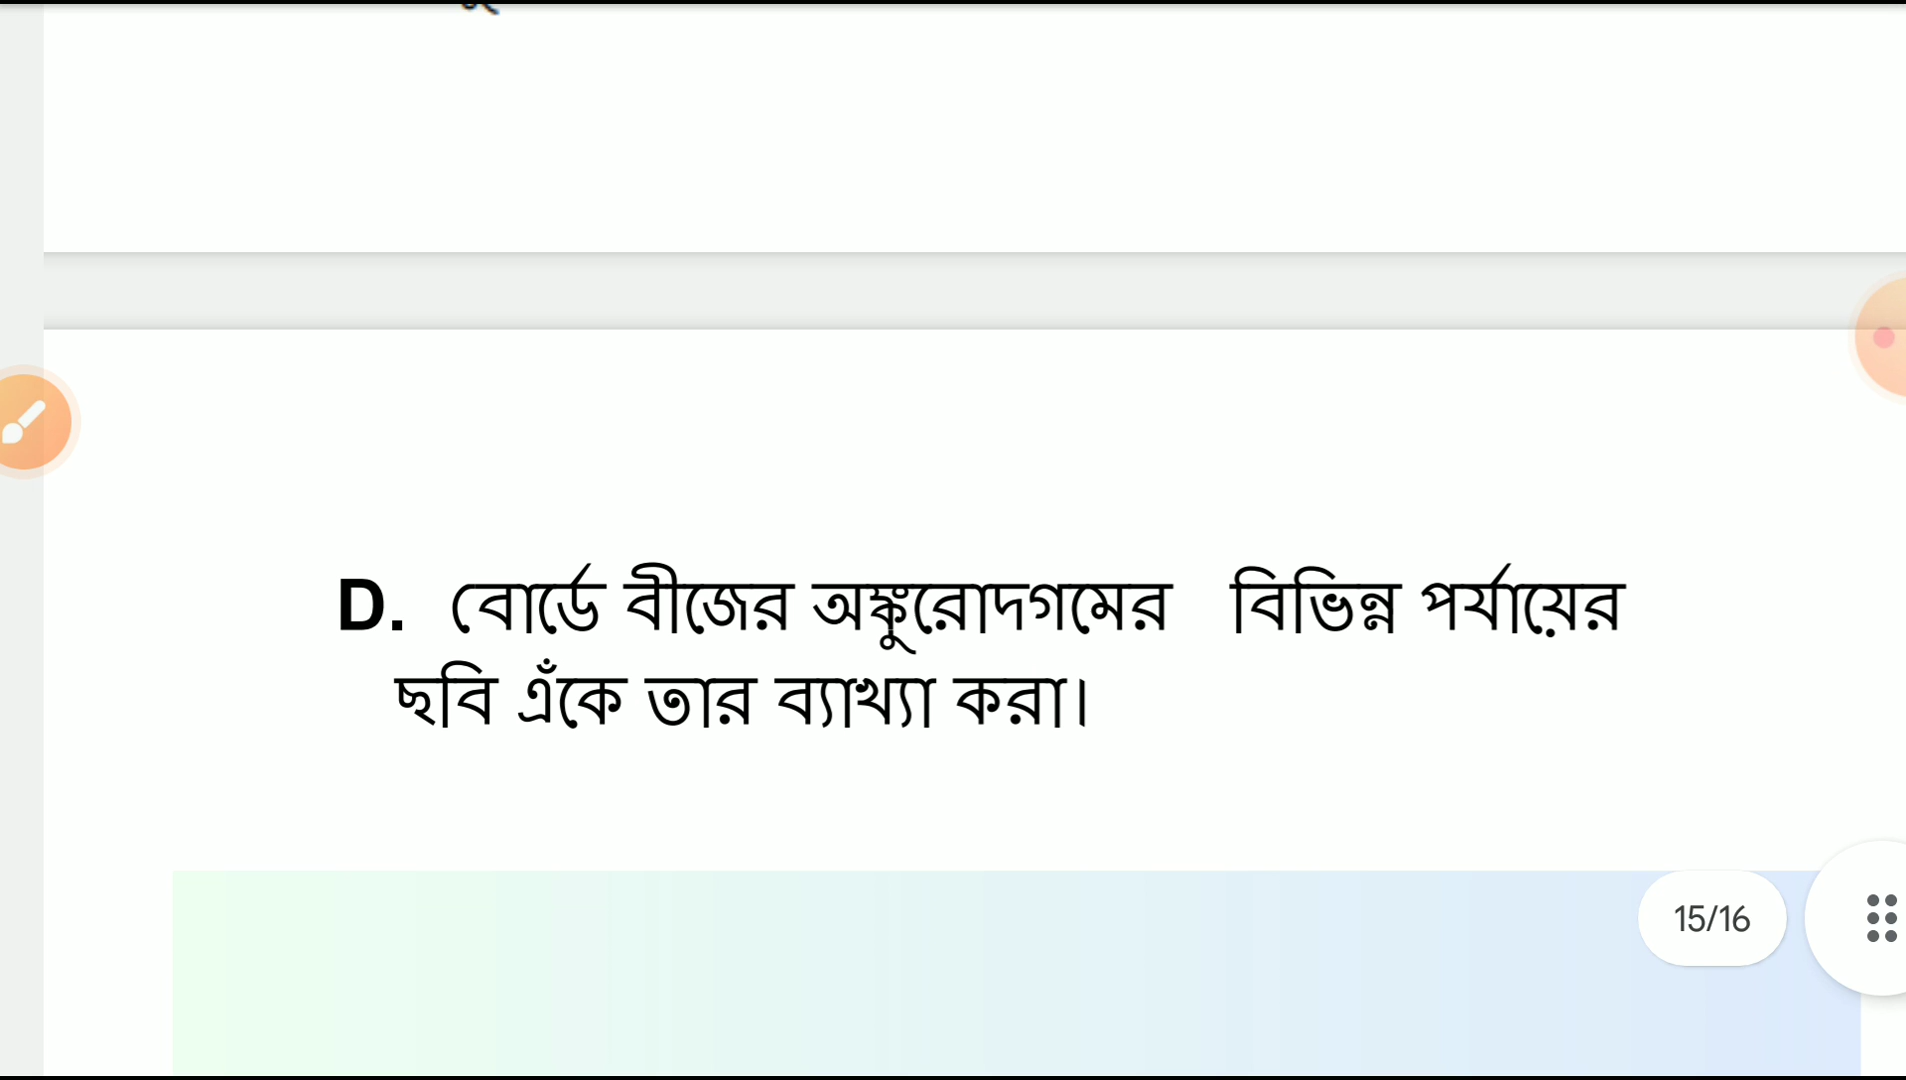 D. বোর্ডে বীজের অঙ্কুরোদগমের বিভিন্ন পর্যায়ের
ছবি এঁকে তার ব্যাখ্যা করা।
15/16